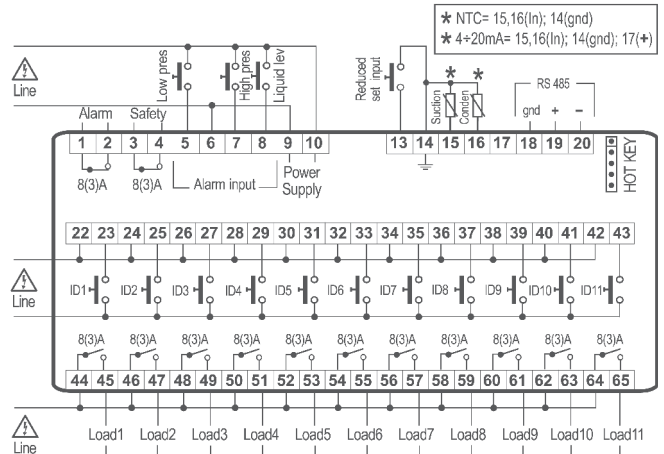 * NTC= 15,16(In); 14(gnd)
* 4÷20mA= 15,16(In); 14(gnd); 17(+)
Line
Low pres
High pres
Liquid lev
Reduced
set input
*
*
Suction
Conden
RS 485
gnd + −
Alarm Safety
1 2 3 4 5 6 7 8 9 10 13 14 15 16 17 18 19 20
8(3)A 8(3)A
Alarm input
Power
Supply
HOT KEY
22 23 24 25 26 27 28 29 30 31 32 33 34 35 36 37 38 39 40 41 42 43
Line
ID1 ID2 ID3 ID4 ID5 ID6 ID7 ID8 ID9 ID10 ID11
8(3)A 8(3)A 8(3)A 8(3)A 8(3)A 8(3)A 8(3)A 8(3)A 8(3)A 8(3)A 8(3)A
44 45 46 47 48 49 50 51 52 53 54 55 56 57 58 59 60 61 62 63 64 65
Line
Load1 Load2 Load3 Load4 Load5 Load6 Load7 Load8 Load9 Load10 Load11